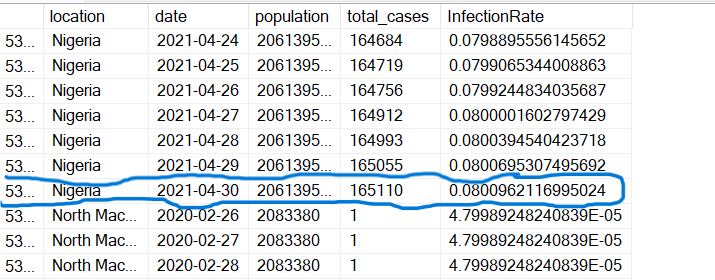 location date population total_cases InfectionRate
53... Nigeria 2021-04-24 2061395... 164684 0.0798895556145652
53... Nigeria 2021-04-25 2061395... 164719 0.0799065344008863
53... Nigeria 2021-04-26 2061395... 164756 0.0799244834035687
53... Nigeria 2021-04-27 2061395... 164912 0.0800001602797429
53... Nigeria 2021-04-28 2061395... 164993 0.0800394540423718
53... Nigeria 2021-04-29 2061395... 165055 0.0800695307495692
53... Nigeria 2021-04-30 2061395... 165110 0.0800962116995024
53... North Mac... 2020-02-26 2083380 1 4.79989248240839E-05
53... North Mac... 2020-02-27 2083380 1 4.79989248240839E-05
53... North Mac... 2020-02-28 2083380 1 4.79989248240839E-05